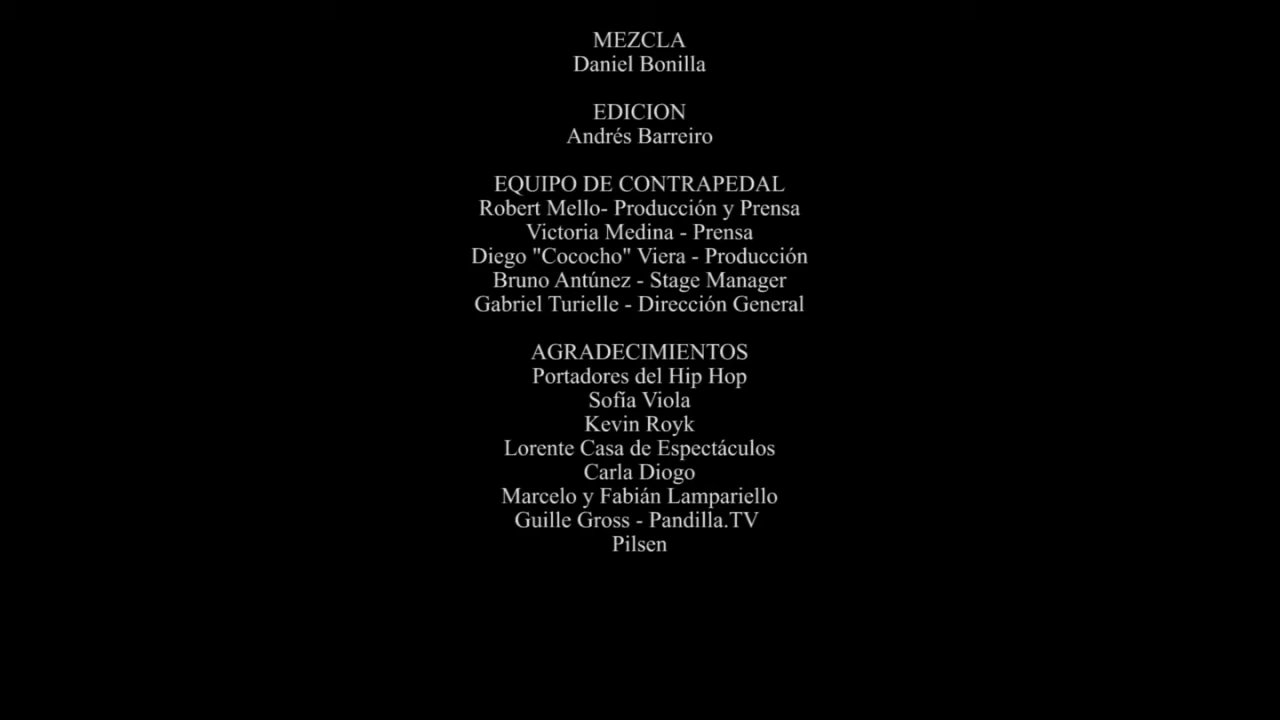 MEZCLA
Daniel Bonilla
EDICION
Andrés Barreiro
EQUIPO DE CONTRAPEDAL
Robert Mello- Producción y Prensa
Victoria Medina - Prensa
Diego "Cococho" Viera - Producción
Bruno Antúnez - Stage Manager
Gabriel Turielle - Dirección General
AGRADECIMIENTOS
Portadores del Hip Hop
Sofía Viola
Kevin Royk
Lorente Casa de Espectáculos
Carla Diogo
Marcelo y Fabián Lampariello
Guille Gross - Pandilla.TV
Pilsen